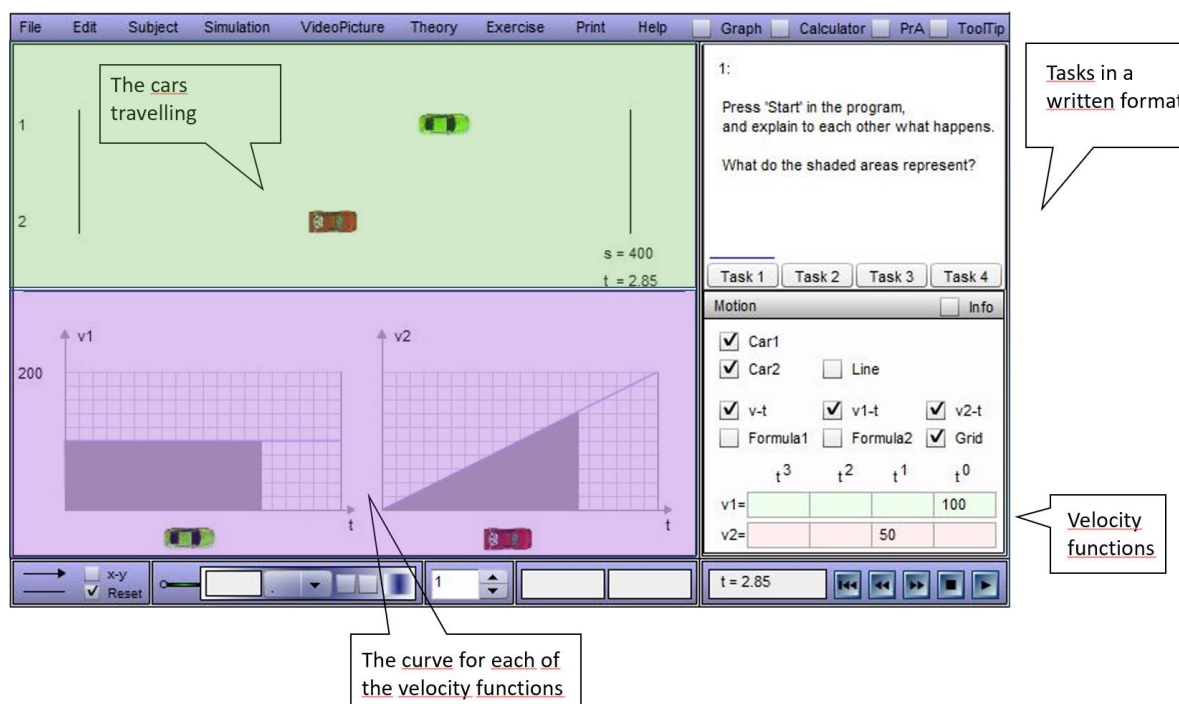 File Edit Subject Simulation VideoPicture Theory Exercise Print Help Graph Calculator PrA ToolTip
The cars
travelling
1
2
s = 400
t = 2.85
1:
Press 'Start' in the program,
and explain to each other what happens.
What do the shaded areas represent?
Task 1 Task 2 Task 3 Task 4
Tasks in a
written format
v1
200
t
v2
t
Motion Info
Car1
Car2 Line
v-t v1-t v2-t
Formula1 Formula2 Grid
t3 t2 t1 t0
v1= 100
v2= 50
Velocity
functions
x-y
Reset
.
1
t = 2.85
The curve for each of
the velocity functions